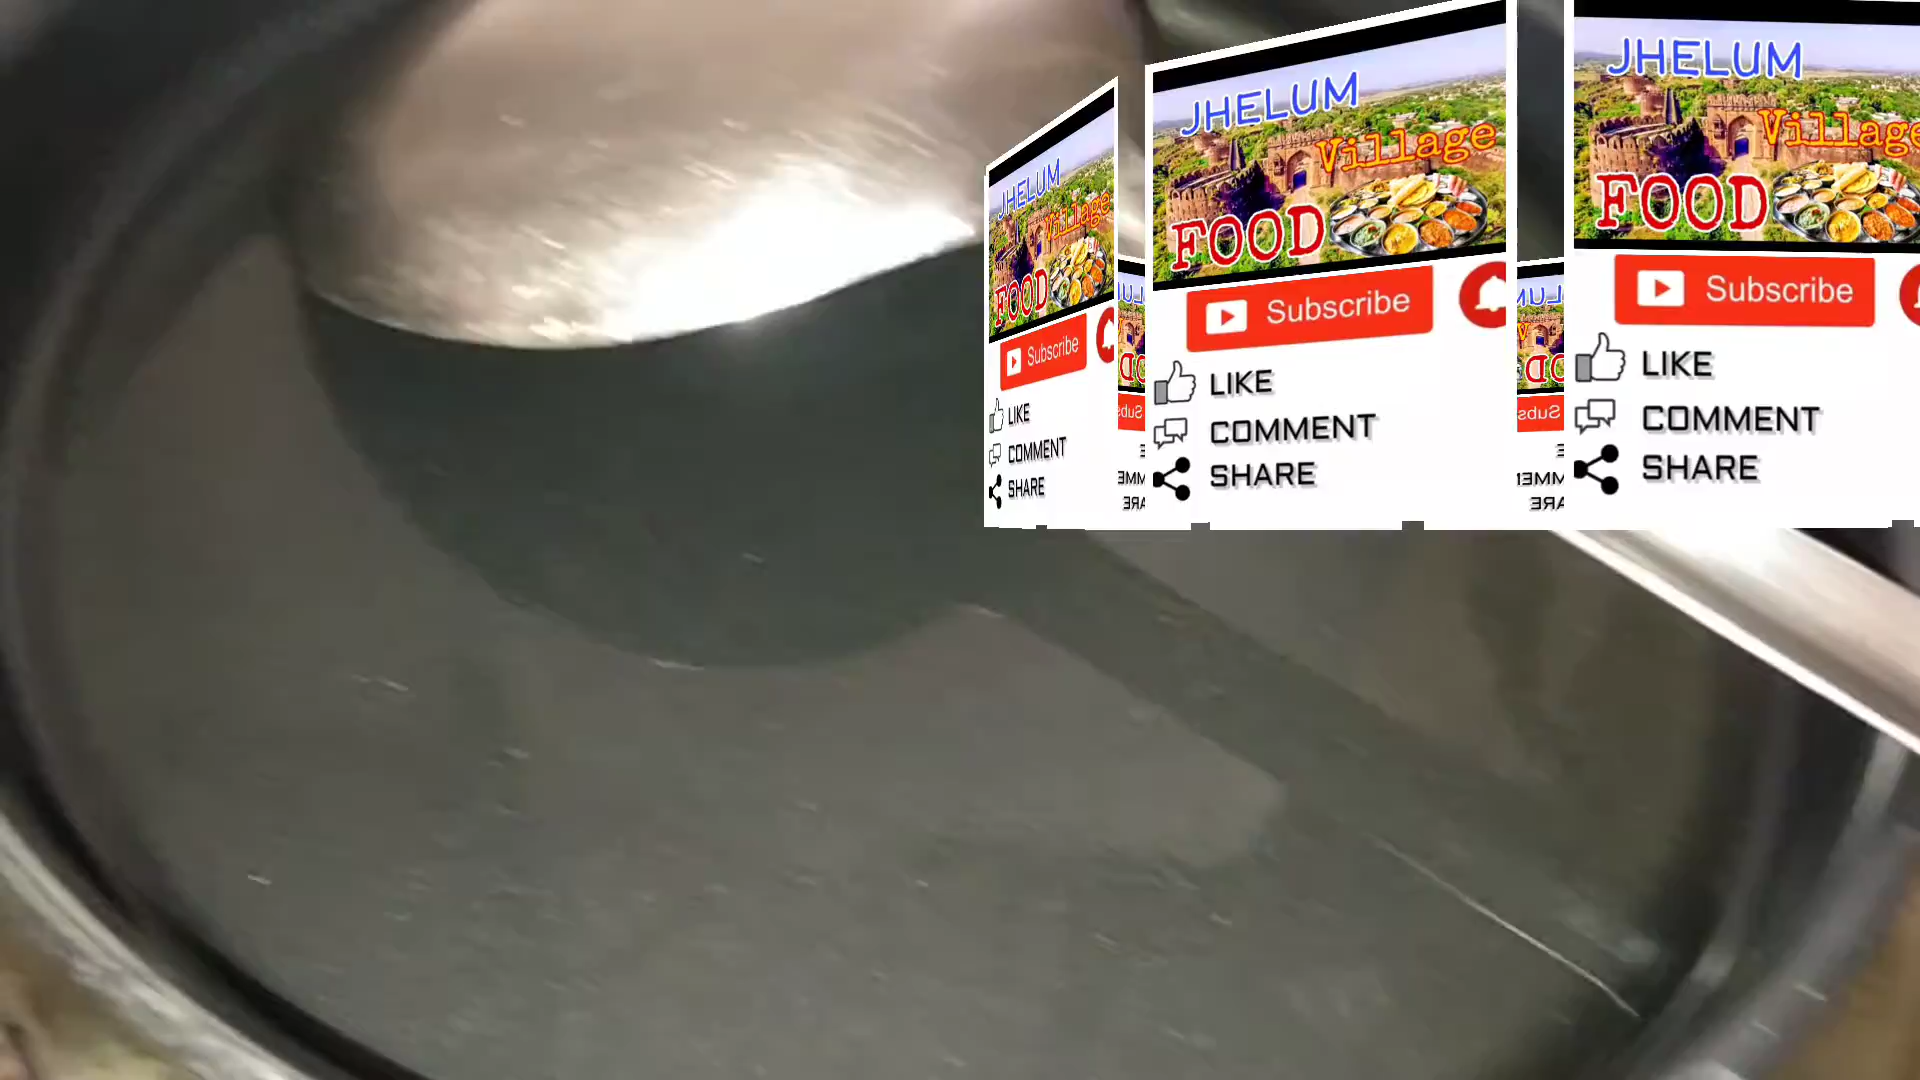 JHELUM
Village
FOOD
Subscribe
LIKE
COMMENT
SHARE
JHELUM
Village
FOOD
Subscribe
LIKE
COMMENT
SHARE
JHELUM
Village
FOOD
Subscribe
LIKE
COMMENT
SHARE